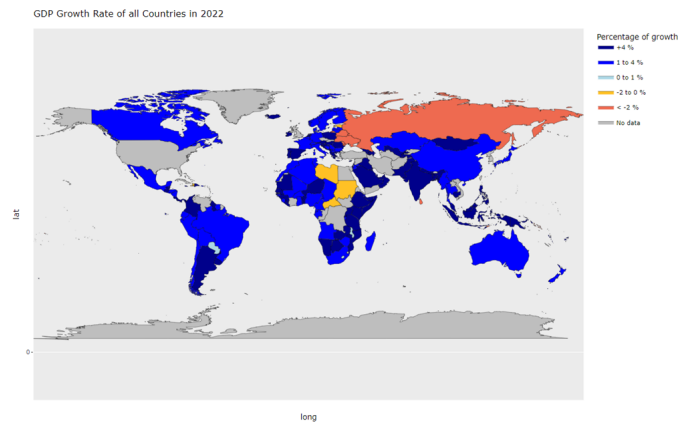 GDP Growth Rate of all Countries in 2022
Percentage of growth
+4 %
1 to 4 %
0 to 1 %
-2 to 0 %
< -2 %
No data
lat
0
long